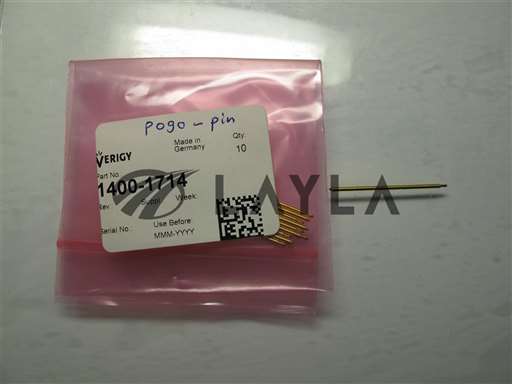 pogo - pin
VERIGY
Made in
Germany
Qty:
10
Part No
1400-1714
Rev
Suppl
Week:
Serial No.:
Use Before:
MMM-YYYY
LAYLA